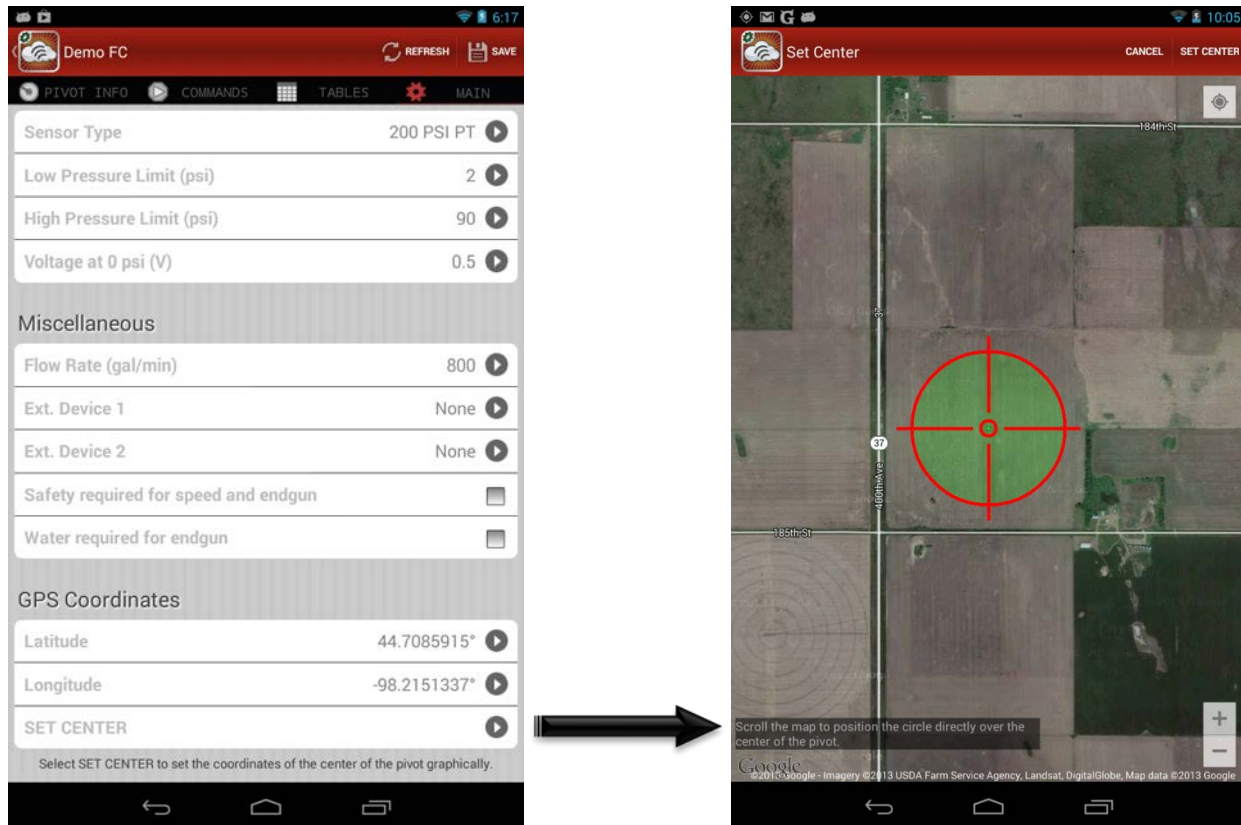 6:17
Demo FC
REFRESH
SAVE
PIVOT INFO
COMMANDS
TABLES
MAIN
Sensor Type 200 PSI PT
Low Pressure Limit (psi) 2
High Pressure Limit (psi) 90
Voltage at 0 psi (V) 0.5
Miscellaneous
Flow Rate (gal/min) 800
Ext. Device 1 None
Ext. Device 2 None
Safety required for speed and endgun
Water required for endgun
GPS Coordinates
Latitude 44.7085915°
Longitude -98.2151337°
SET CENTER
Select SET CENTER to set the coordinates of the center of the pivot graphically.
10:05
Set Center
CANCEL
SET CENTER
184th St
37
37
400th Ave
185th St
Scroll the map to position the circle directly over the
center of the pivot.
Google
©2013 Google - Imagery ©2013 USDA Farm Service Agency, Landsat, DigitalGlobe, Map data ©2013 Google